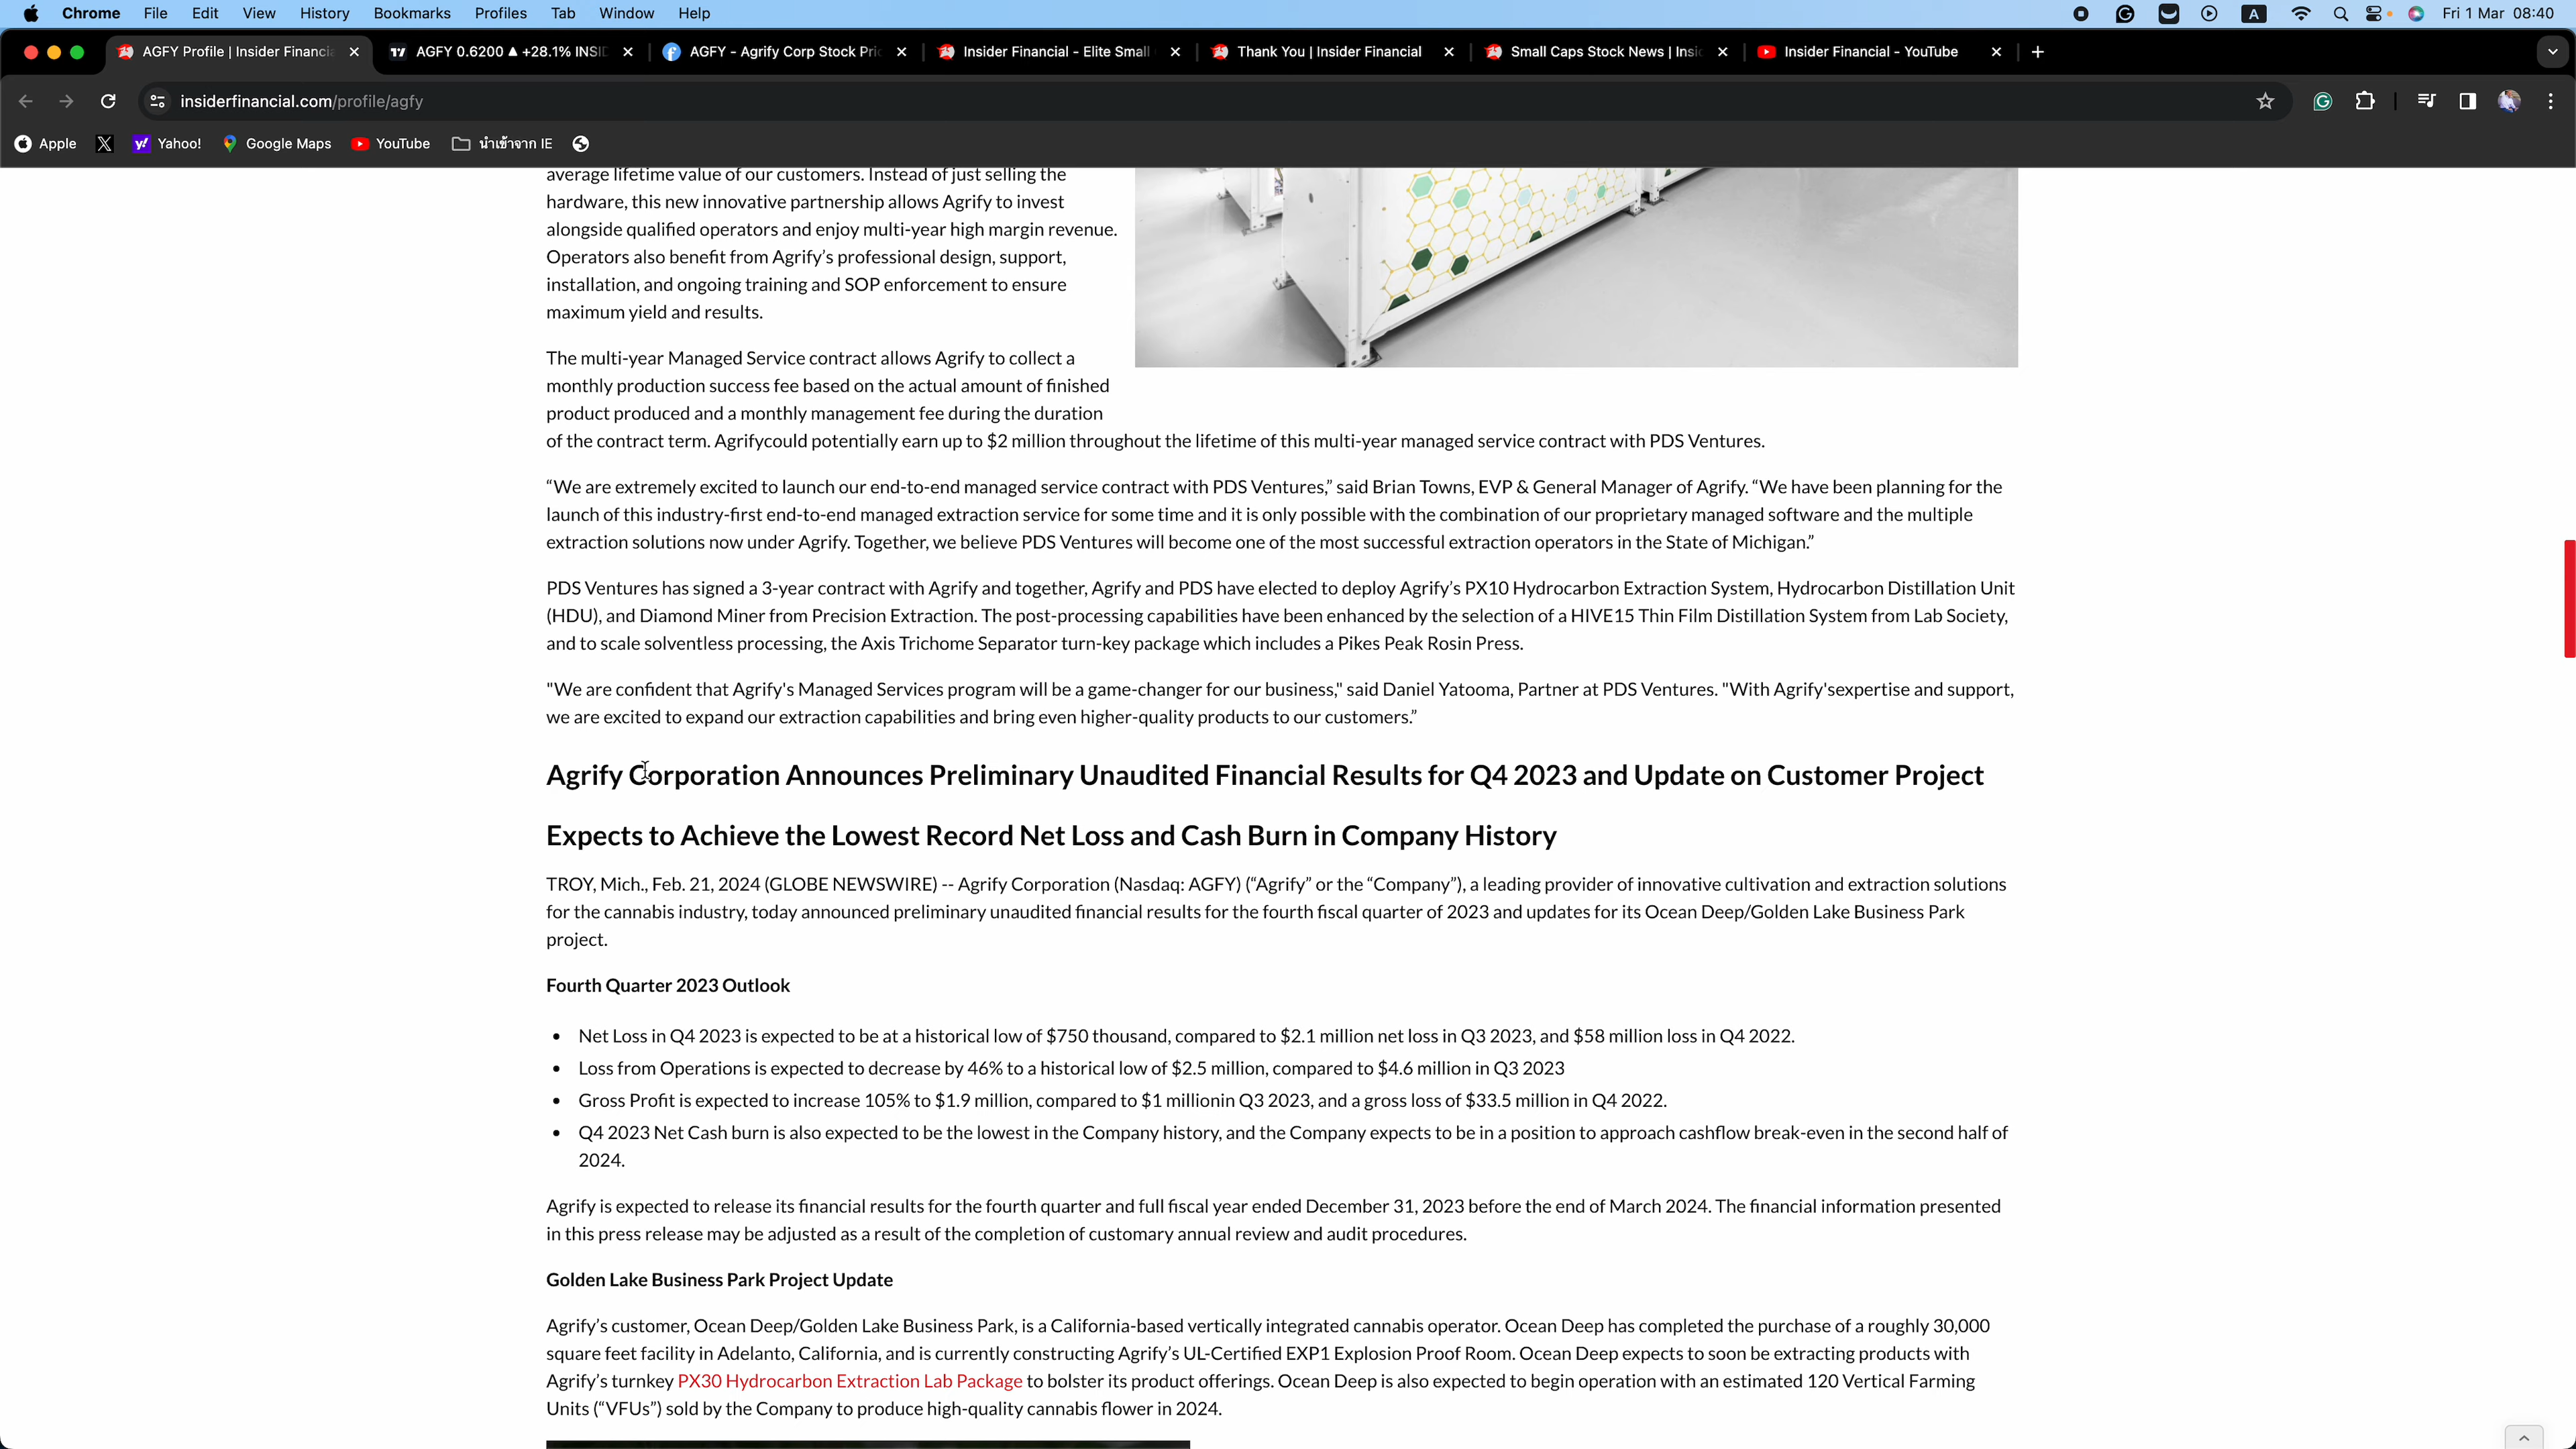 Chrome File Edit View History Bookmarks Profiles Tab Window Help A Fri 1 Mar 08:40
AGFY Profile | Insider Financia AGFY 0.6200 ▲ +28.1% INSID AGFY - Agrify Corp Stock Pric Insider Financial - Elite Small Thank You | Insider Financial Small Caps Stock News | Insid Insider Financial - YouTube
insiderfinancial.com/profile/agfy
Apple Yahoo! Google Maps YouTube นำเข้าจาก IE
average lifetime value of our customers. Instead of just selling the
hardware, this new innovative partnership allows Agrify to invest
alongside qualified operators and enjoy multi-year high margin revenue.
Operators also benefit from Agrify’s professional design, support,
installation, and ongoing training and SOP enforcement to ensure
maximum yield and results.
The multi-year Managed Service contract allows Agrify to collect a
monthly production success fee based on the actual amount of finished
product produced and a monthly management fee during the duration
of the contract term. Agrifycould potentially earn up to $2 million throughout the lifetime of this multi-year managed service contract with PDS Ventures.
“We are extremely excited to launch our end-to-end managed service contract with PDS Ventures,” said Brian Towns, EVP & General Manager of Agrify. “We have been planning for the
launch of this industry-first end-to-end managed extraction service for some time and it is only possible with the combination of our proprietary managed software and the multiple
extraction solutions now under Agrify. Together, we believe PDS Ventures will become one of the most successful extraction operators in the State of Michigan.”
PDS Ventures has signed a 3-year contract with Agrify and together, Agrify and PDS have elected to deploy Agrify’s PX10 Hydrocarbon Extraction System, Hydrocarbon Distillation Unit
(HDU), and Diamond Miner from Precision Extraction. The post-processing capabilities have been enhanced by the selection of a HIVE15 Thin Film Distillation System from Lab Society,
and to scale solventless processing, the Axis Trichome Separator turn-key package which includes a Pikes Peak Rosin Press.
"We are confident that Agrify's Managed Services program will be a game-changer for our business," said Daniel Yatooma, Partner at PDS Ventures. "With Agrify'sexpertise and support,
we are excited to expand our extraction capabilities and bring even higher-quality products to our customers.”
Agrify Corporation Announces Preliminary Unaudited Financial Results for Q4 2023 and Update on Customer Project
Expects to Achieve the Lowest Record Net Loss and Cash Burn in Company History
TROY, Mich., Feb. 21, 2024 (GLOBE NEWSWIRE) -- Agrify Corporation (Nasdaq: AGFY) (“Agrify” or the “Company”), a leading provider of innovative cultivation and extraction solutions
for the cannabis industry, today announced preliminary unaudited financial results for the fourth fiscal quarter of 2023 and updates for its Ocean Deep/Golden Lake Business Park
project.
Fourth Quarter 2023 Outlook
• Net Loss in Q4 2023 is expected to be at a historical low of $750 thousand, compared to $2.1 million net loss in Q3 2023, and $58 million loss in Q4 2022.
• Loss from Operations is expected to decrease by 46% to a historical low of $2.5 million, compared to $4.6 million in Q3 2023
• Gross Profit is expected to increase 105% to $1.9 million, compared to $1 millionin Q3 2023, and a gross loss of $33.5 million in Q4 2022.
• Q4 2023 Net Cash burn is also expected to be the lowest in the Company history, and the Company expects to be in a position to approach cashflow break-even in the second half of
2024.
Agrify is expected to release its financial results for the fourth quarter and full fiscal year ended December 31, 2023 before the end of March 2024. The financial information presented
in this press release may be adjusted as a result of the completion of customary annual review and audit procedures.
Golden Lake Business Park Project Update
Agrify’s customer, Ocean Deep/Golden Lake Business Park, is a California-based vertically integrated cannabis operator. Ocean Deep has completed the purchase of a roughly 30,000
square feet facility in Adelanto, California, and is currently constructing Agrify’s UL-Certified EXP1 Explosion Proof Room. Ocean Deep expects to soon be extracting products with
Agrify’s turnkey PX30 Hydrocarbon Extraction Lab Package to bolster its product offerings. Ocean Deep is also expected to begin operation with an estimated 120 Vertical Farming
Units (“VFUs”) sold by the Company to produce high-quality cannabis flower in 2024.